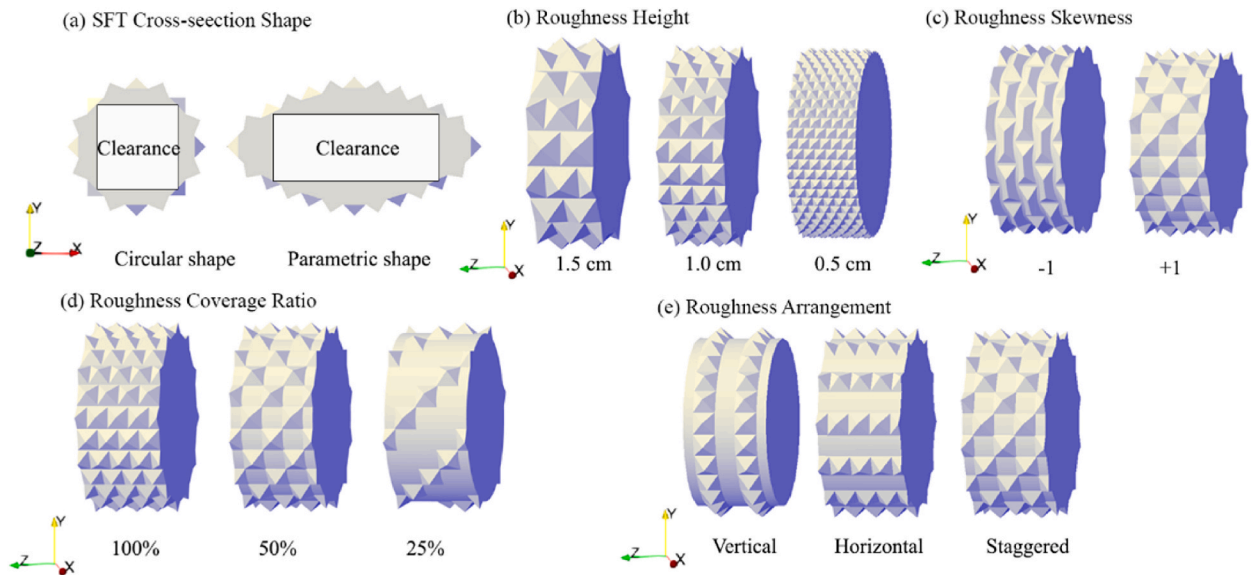 (a) SFT Cross-section Shape
Clearance
Clearance
Y
Z
X
Circular shape
Parametric shape
(b) Roughness Height
Y
Z
X
1.5 cm
1.0 cm
0.5 cm
(c) Roughness Skewness
Y
Z
X
-1
+1
(d) Roughness Coverage Ratio
Y
Z
X
100%
50%
25%
(e) Roughness Arrangement
Y
Z
X
Vertical
Horizontal
Staggered